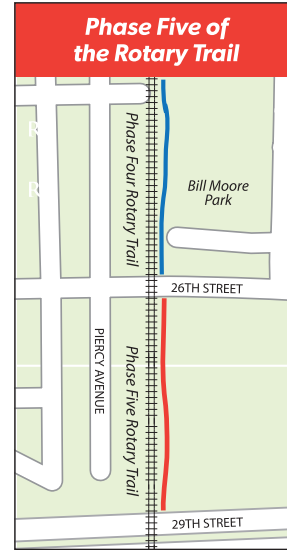 Phase Five of
the Rotary Trail
R
R
Phase Four Rotary Trail
Bill Moore
Park
26TH STREET
PIERCY AVENUE
Phase Five Rotary Trail
29TH STREET